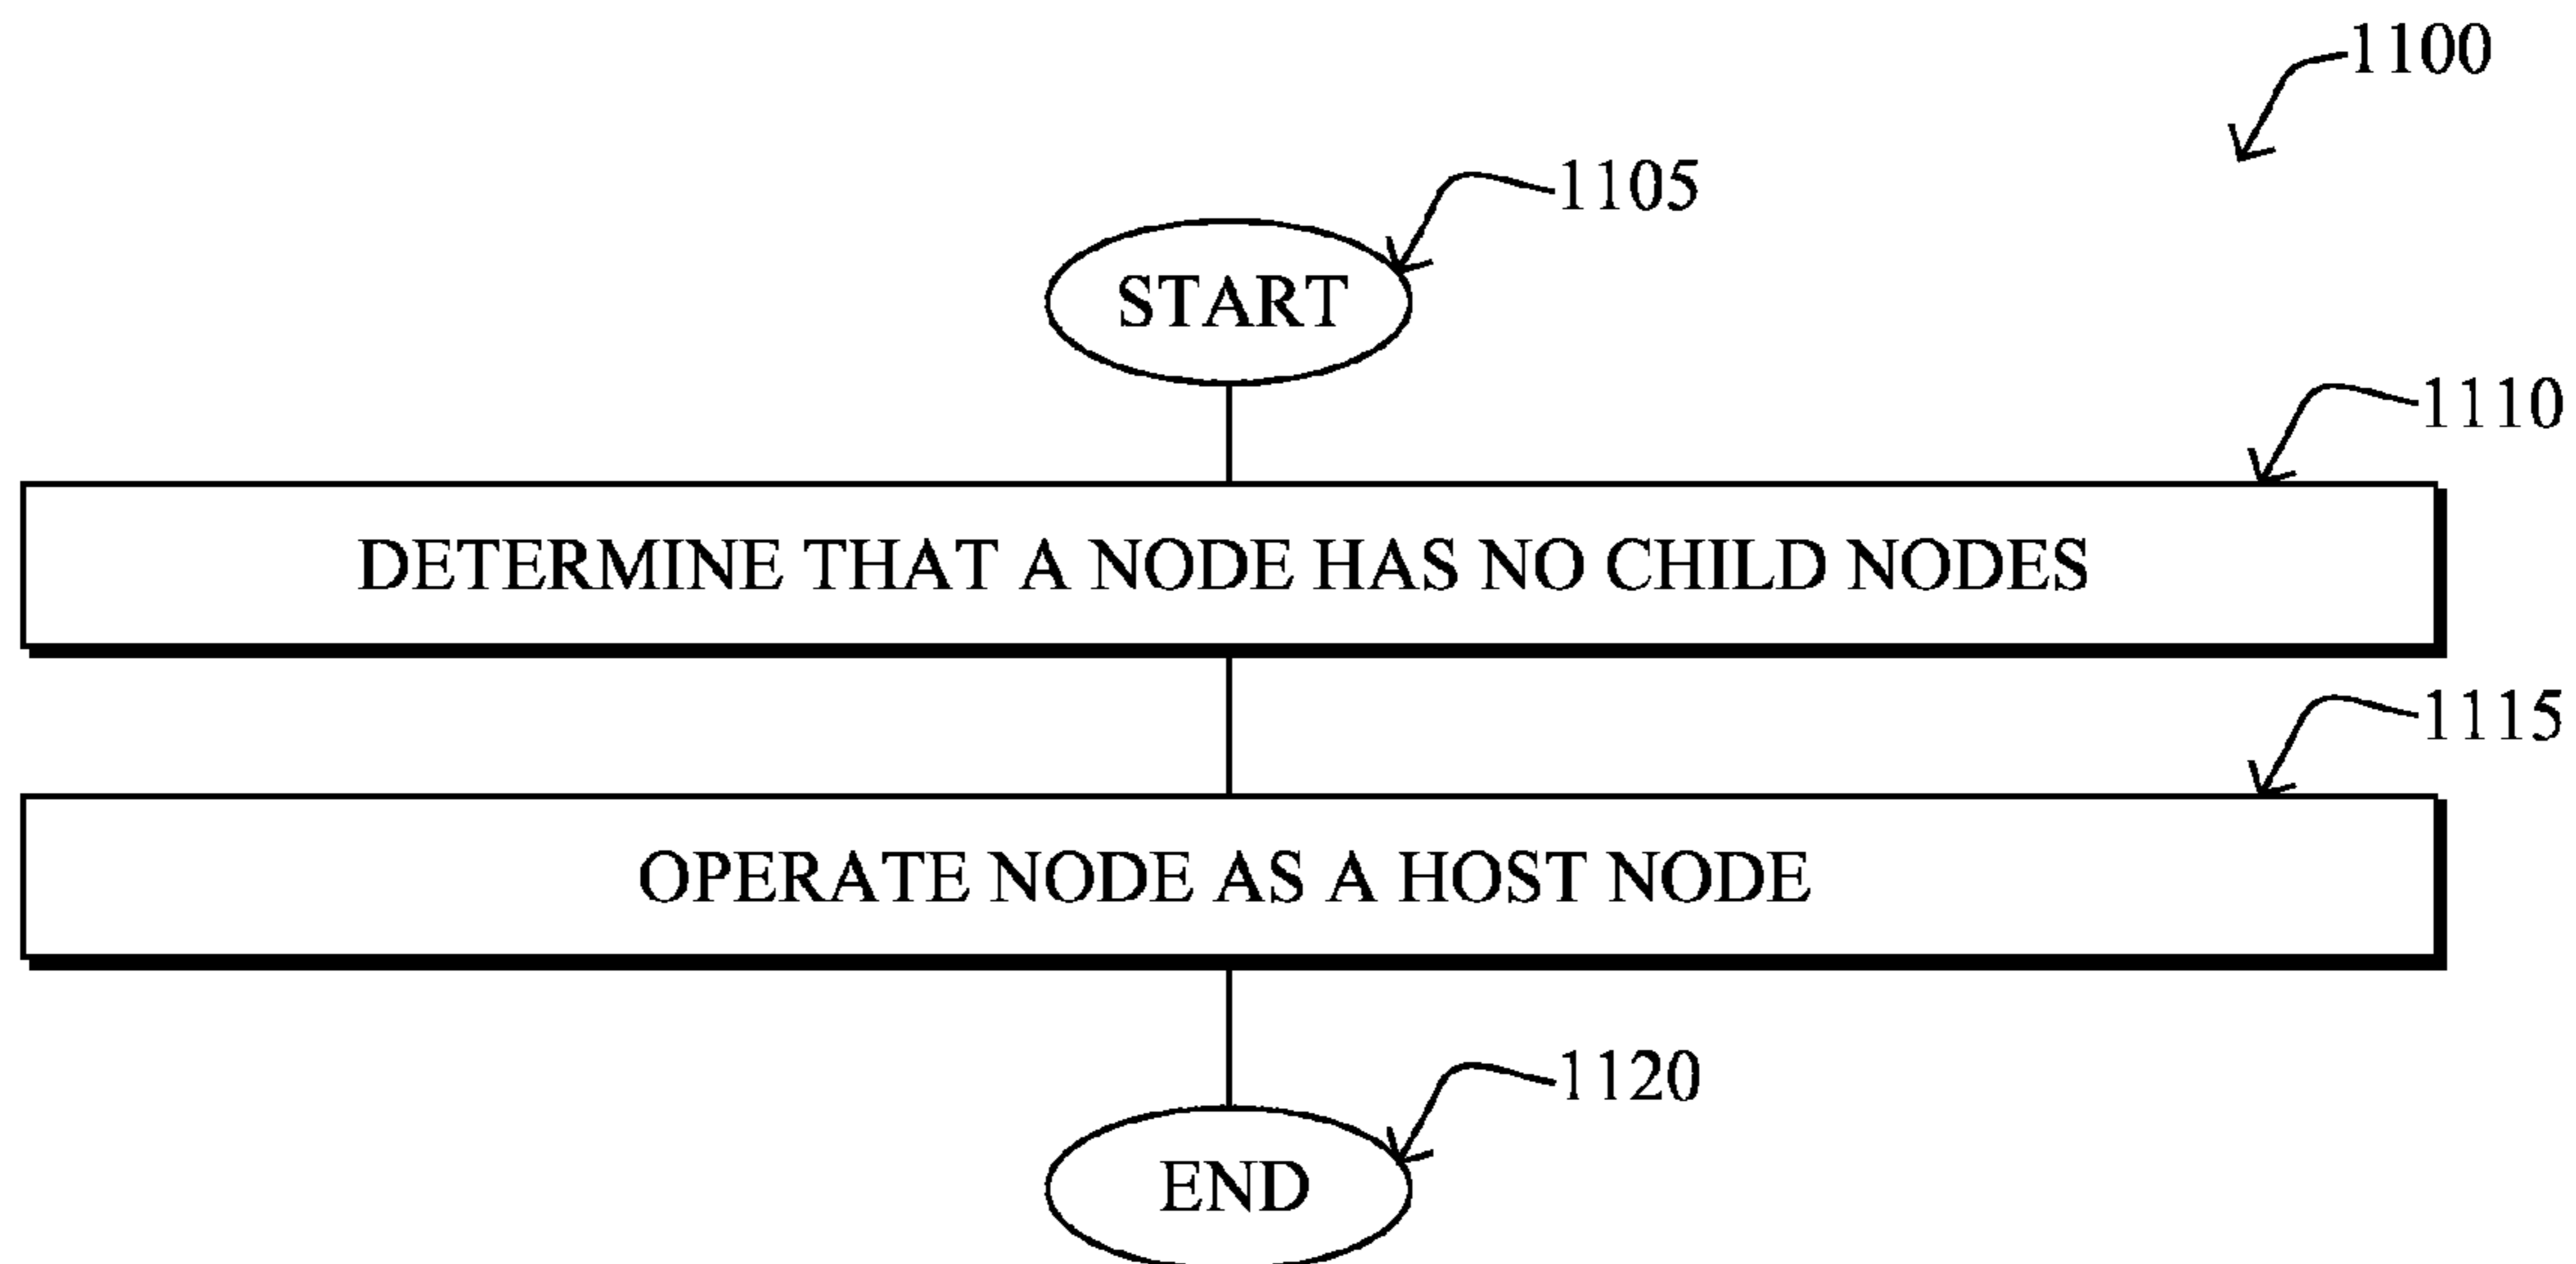 1100
1105
START
1110
DETERMINE THAT A NODE HAS NO CHILD NODES
1115
OPERATE NODE AS A HOST NODE
1120
END